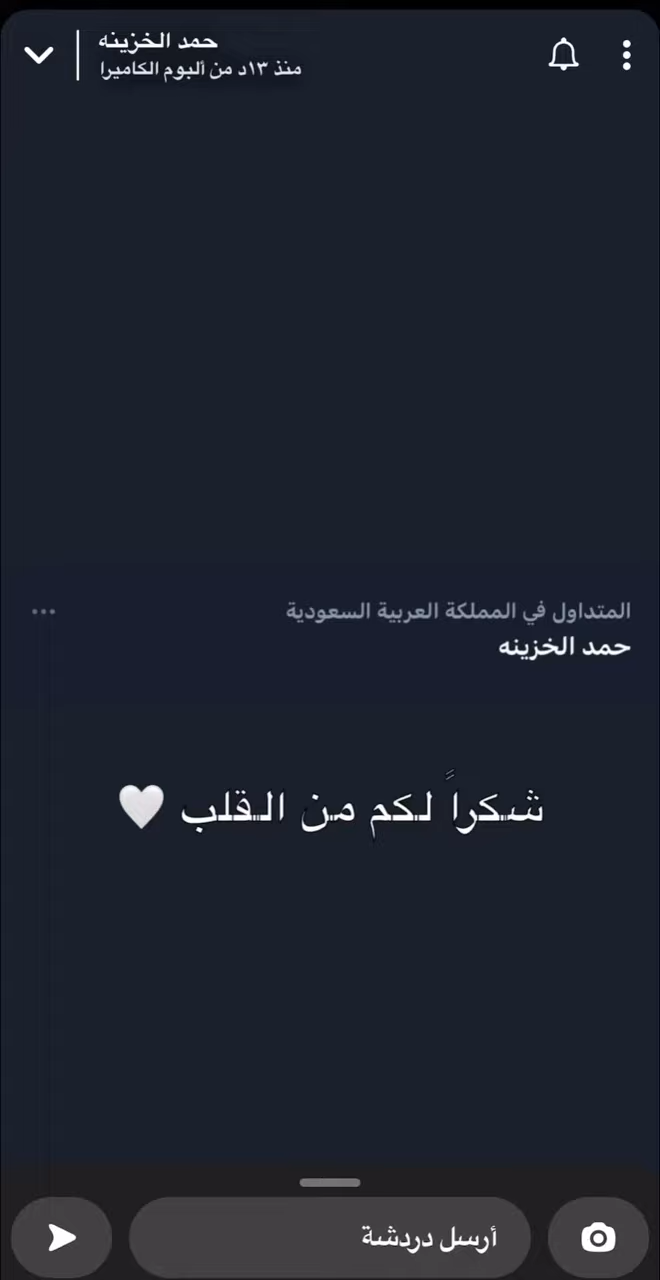 حمد الخزينه
منذ ١٣د من ألبوم الكاميرا
المتداول في المملكة العربية السعودية
حمد الخزينه
شكراً لكم من القلب 🤍
أرسل دردشة